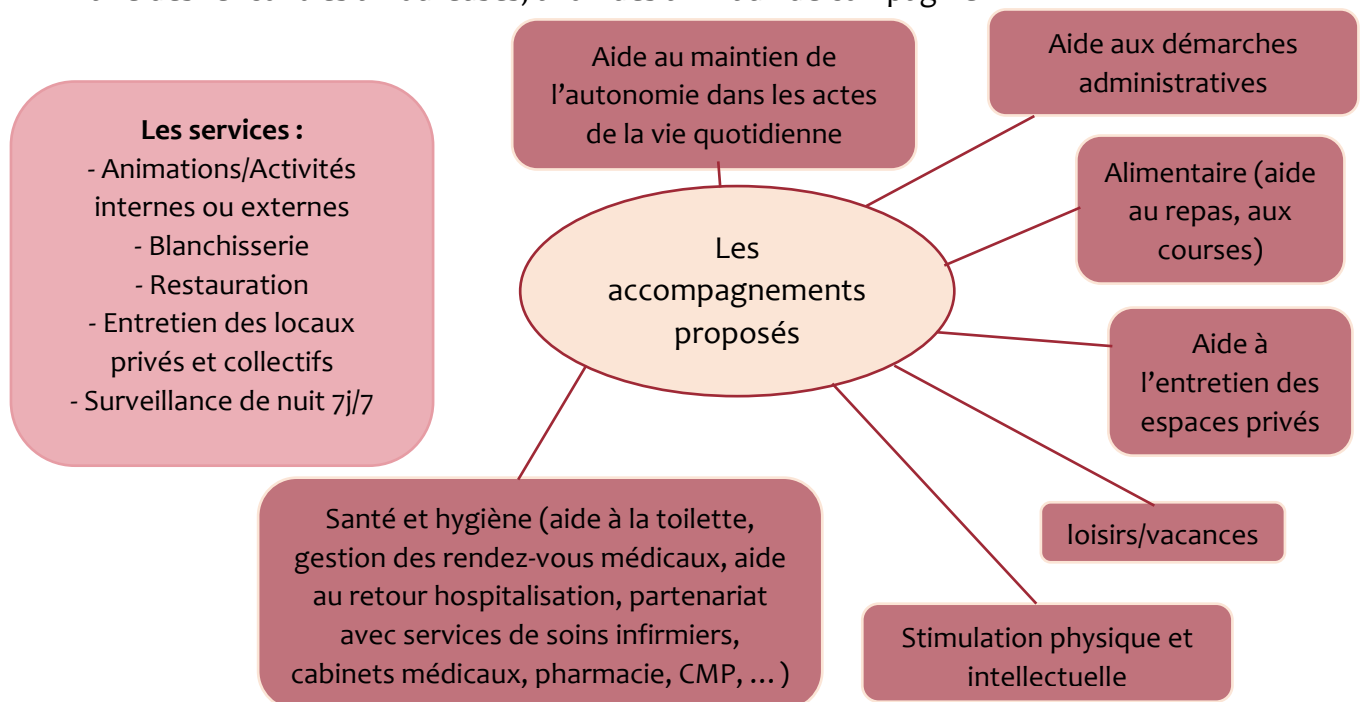 Aide au maintien de
l'autonomie dans les actes
de la vie quotidienne
Aide aux démarches
administratives
Les services :
- Animations/Activités
internes ou externes
- Blanchisserie
- Restauration
- Entretien des locaux
privés et collectifs
- Surveillance de nuit 7j/7
Alimentaire (aide
au repas, aux
courses)
Les
accompagnements
proposés
Aide à
l'entretien des
espaces privés
loisirs/vacances
Santé et hygiène (aide à la toilette,
gestion des rendez-vous médicaux, aide
au retour hospitalisation, partenariat
avec services de soins infirmiers,
cabinets médicaux, pharmacie, CMP, ... )
Stimulation physique et
intellectuelle